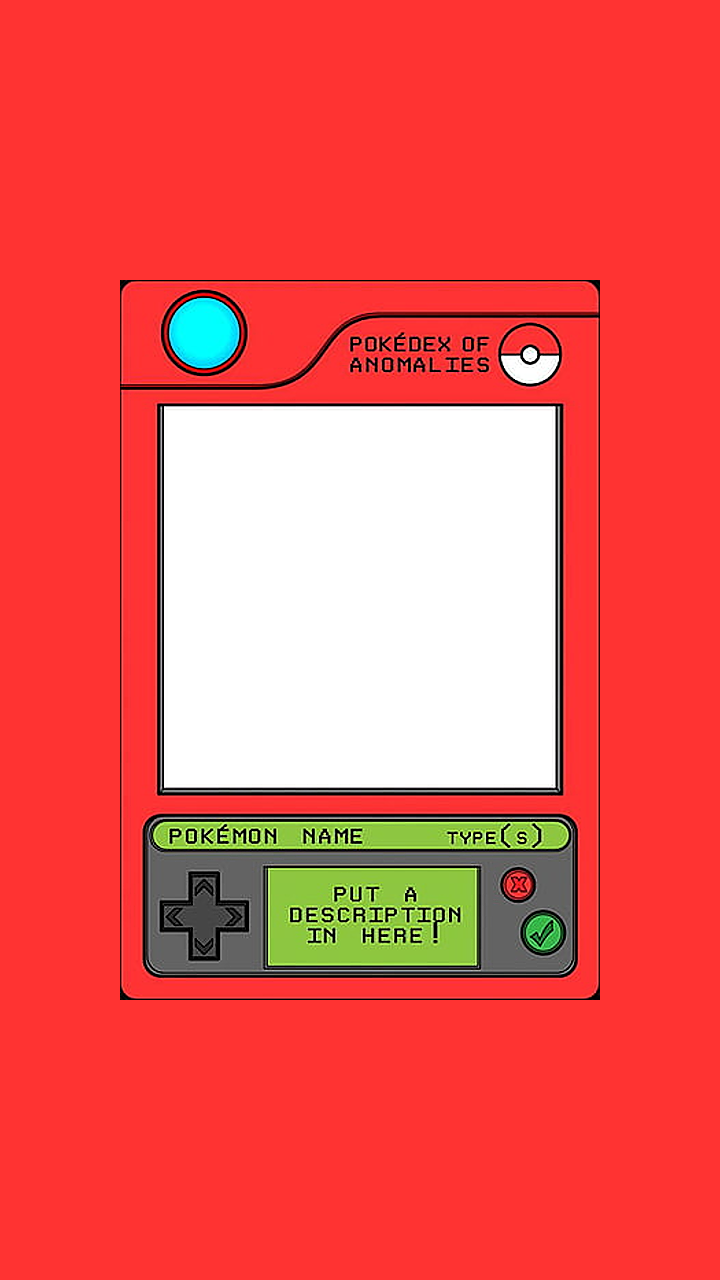 POKÉDEX OF
ANOMALIES
POKÉMON NAME TYPE(S)
PUT A
DESCRIPTION
IN HERE!